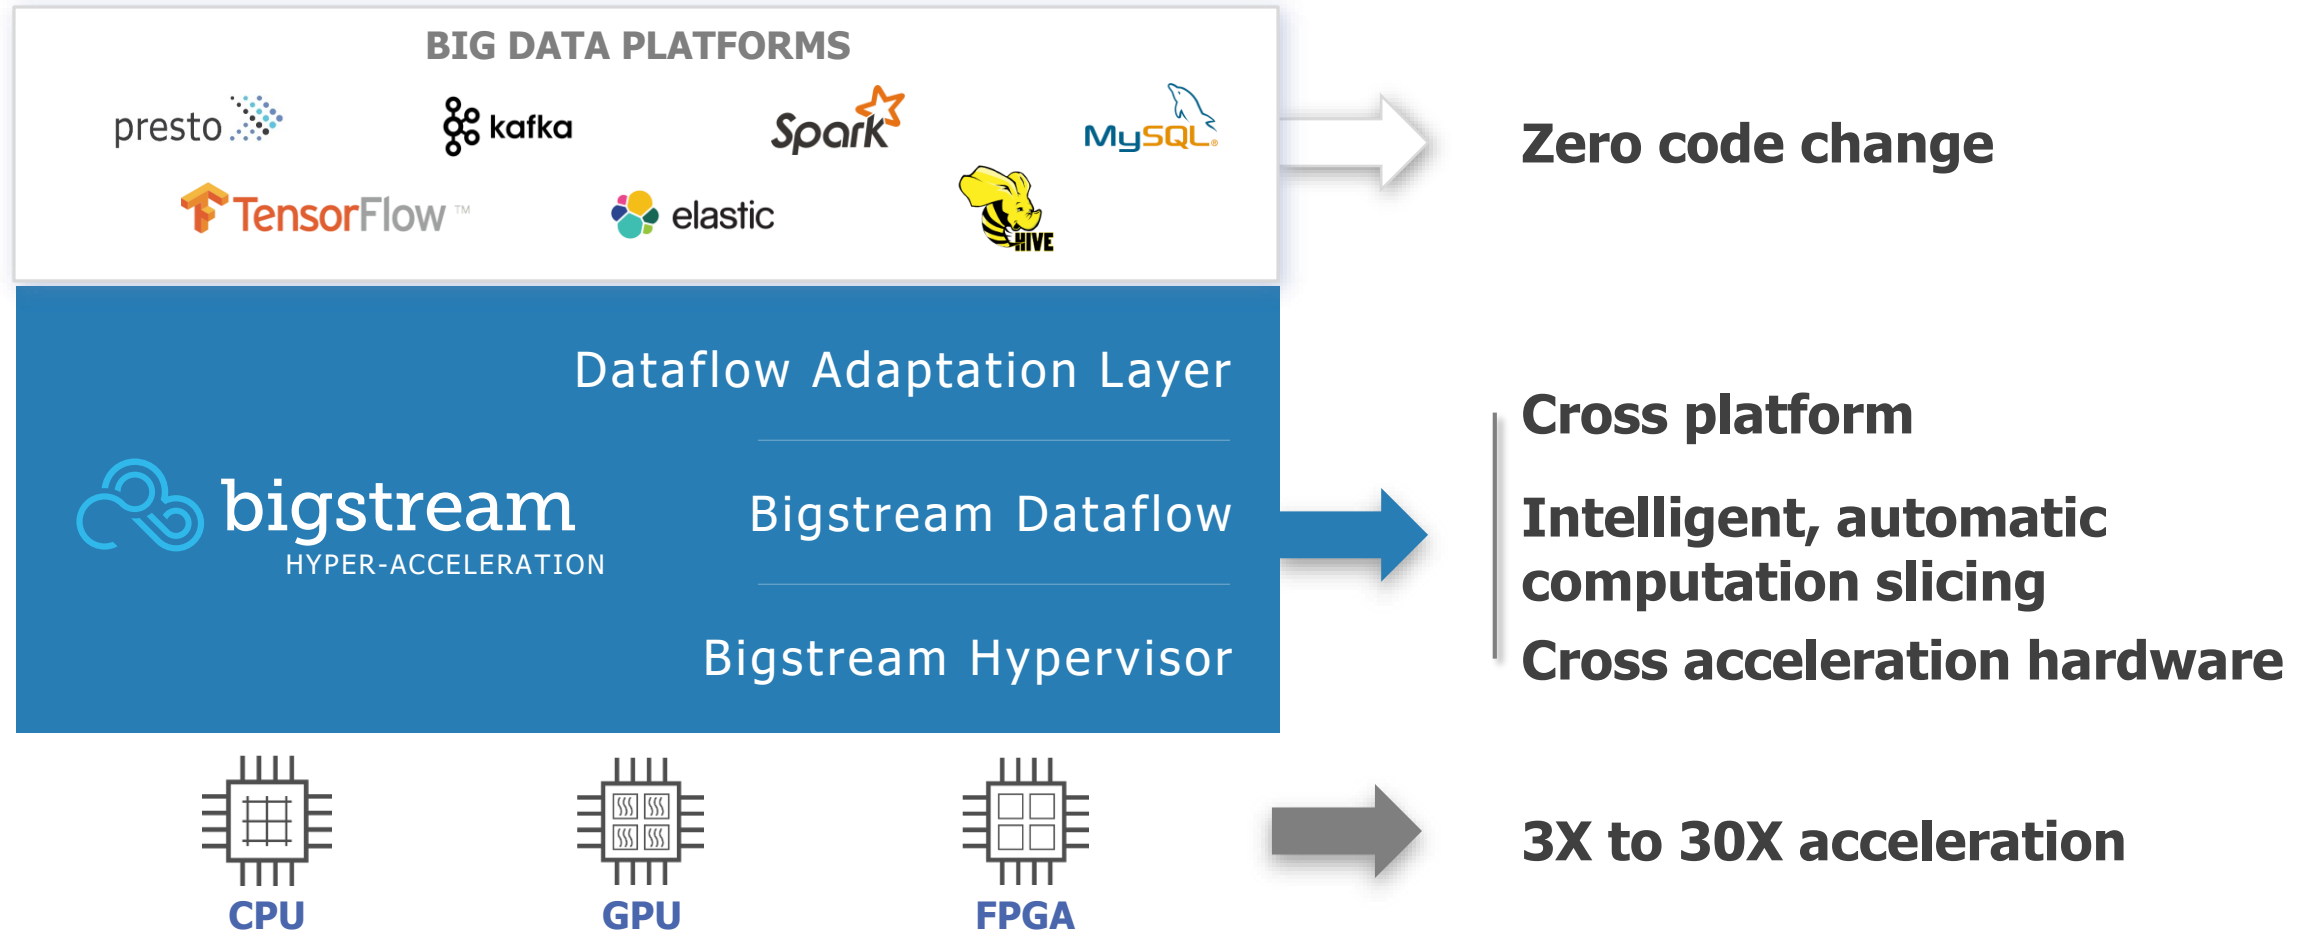 BIG DATA PLATFORMS
presto
kafka
Spark
MySQL®
TensorFlow™
elastic
HIVE
Zero code change
Dataflow Adaptation Layer
bigstream
HYPER-ACCELERATION
Bigstream Dataflow
Bigstream Hypervisor
Cross platform
Intelligent, automatic
computation slicing
Cross acceleration hardware
CPU
GPU
FPGA
3X to 30X acceleration